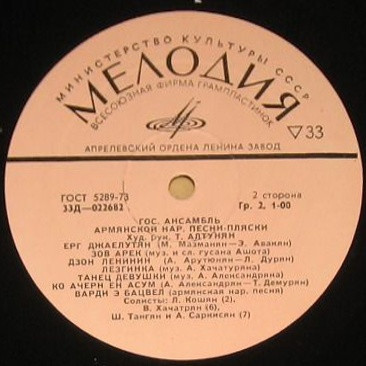 МИНИСТЕРСТВО КУЛЬТУРЫ СССР
МЕЛОДИЯ
ВСЕСОЮЗНАЯ ФИРМА ГРАМПЛАСТИНОК
33
АПРЕЛЕВСКИЙ ОРДЕНА ЛЕНИНА ЗАВОД
ГОСТ 5289-73
2 сторона
33Д—022682
Гр. 2, 1-00
ГОС. АНСАМБЛЬ
АРМЯНСКОЙ НАР. ПЕСНИ-ПЛЯСКИ
Худ. рук. Т. АЛТУНЯН
ЕРГ ДЖАЕЛУТЯН (М. Мазманян—Э. Авакян)
ЗОВ АРЕК (муз. и сл. гусана Ашота)
ДЗОН ЛЕНИНИН (А. Арутюнян—Л. Дурян)
ЛЕЗГИНКА (муз. А. Хачатуряна)
ТАНЕЦ ДЕВУШКИ (муз. А. Александряна)
КО АЧЕРН ЕН АСУМ (А. Александрян—Т. Демурян)
ВАРДИ Э БАЦВЕЛ (армянская нар. песня)
Солисты: Л. Кошян (2),
В. Хачатрян (6),
Ш. Тангян и А. Саркисян (7)